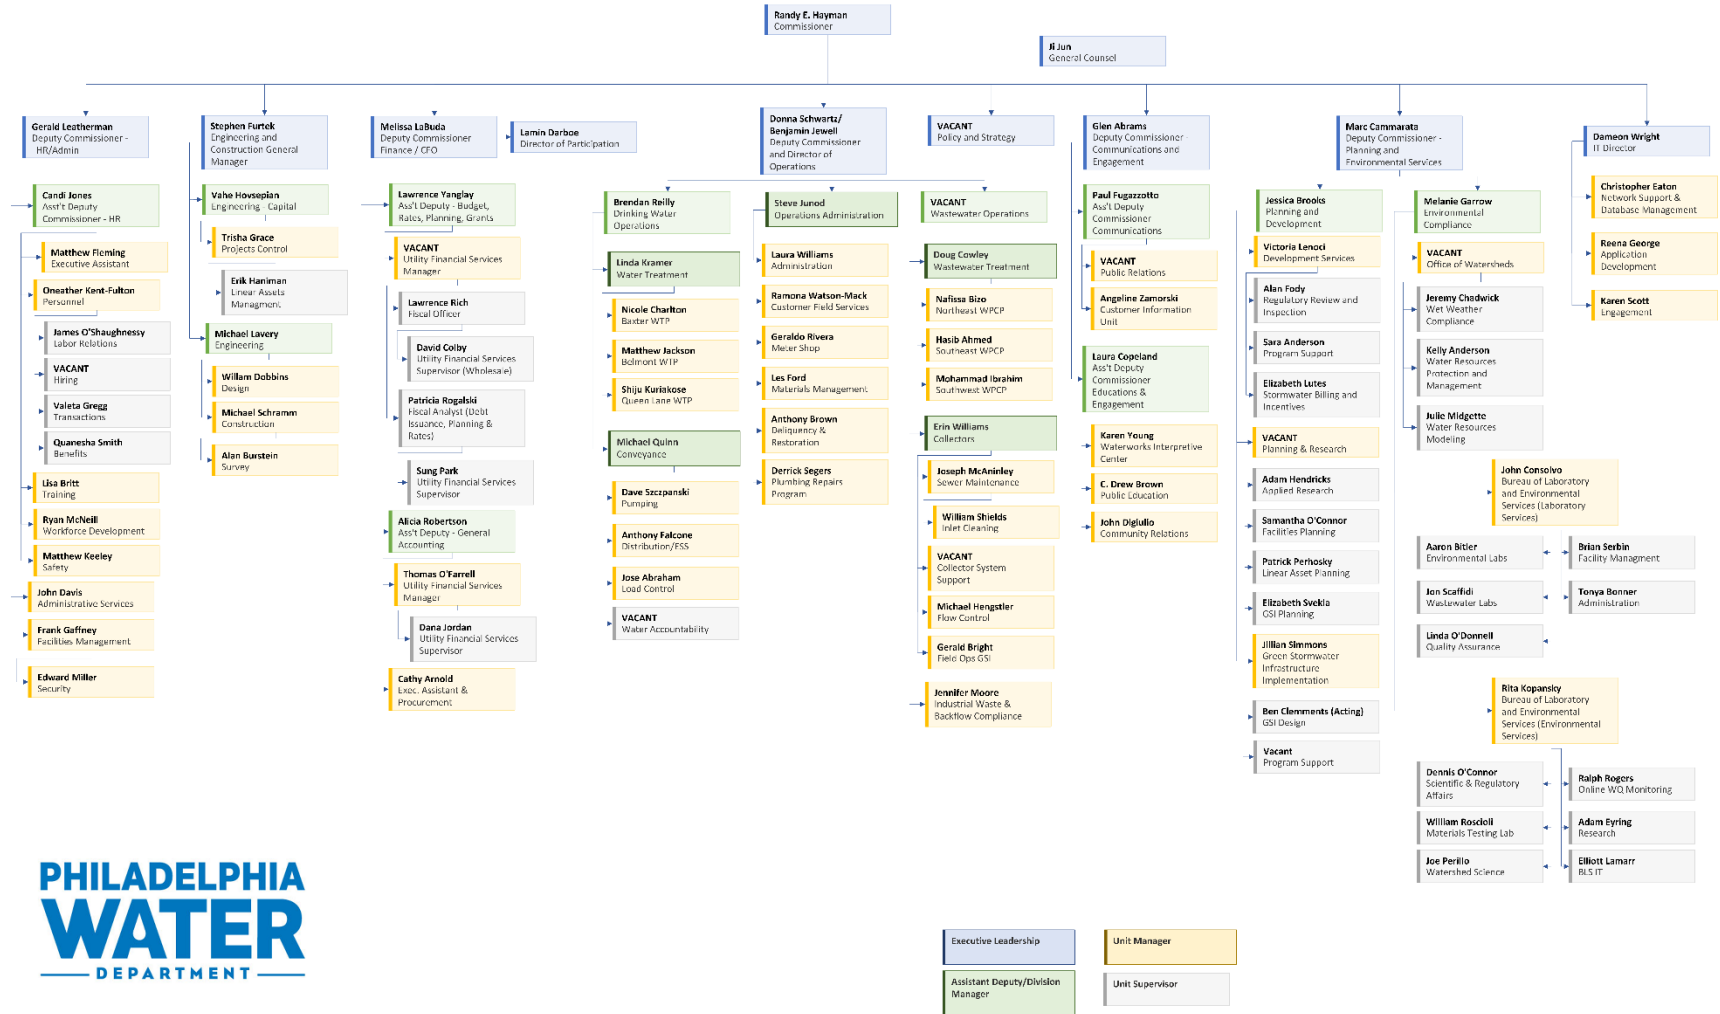 Randy E. Hayman
Commissioner
Ji Jun
General Counsel
Gerald Leatherman
Deputy Commissioner -
HR/Admin
Candi Jones
Ass't Deputy
Commissioner - HR
Matthew Fleming
Executive Assistant
Oneather Kent-Fulton
Personnel
James O'Shaughnessy
Labor Relations
VACANT
Hiring
Valeta Gregg
Transactions
Quanesha Smith
Benefits
Lisa Britt
Training
Ryan McNeill
Workforce Development
Matthew Keeley
Safety
John Davis
Administrative Services
Frank Gaffney
Facilities Management
Edward Miller
Security
Stephen Furtek
Engineering and
Construction General
Manager
Vahe Hovsepian
Engineering - Capital
Trisha Grace
Projects Control
Erik Haniman
Linear Assets
Managment
Michael Lavery
Engineering
Willam Dobbins
Design
Michael Schramm
Construction
Alan Burstein
Survey
Melissa LaBuda
Deputy Commissioner
Finance / CFO
Lamin Darboe
Director of Participation
Lawrence Yanglay
Ass't Deputy - Budget,
Rates, Planning, Grants
VACANT
Utility Financial Services
Manager
Lawrence Rich
Fiscal Officer
David Colby
Utility Financial Services
Supervisor (Wholesale)
Patricia Rogalski
Fiscal Analyst (Debt
Issuance, Planning &
Rates)
Sung Park
Utility Financial Services
Supervisor
Alicia Robertson
Ass't Deputy - General
Accounting
Thomas O'Farrell
Utility Financial Services
Manager
Dana Jordan
Utility Financial Services
Supervisor
Cathy Arnold
Exec. Assistant &
Procurement
Donna Schwartz/
Benjamin Jewell
Deputy Commissioner
and Director of
Operations
Brendan Reilly
Drinking Water
Operations
Linda Kramer
Water Treatment
Nicole Charlton
Baxter WTP
Matthew Jackson
Belmont WTP
Shiju Kuriakose
Queen Lane WTP
Michael Quinn
Conveyance
Dave Szczpanski
Pumping
Anthony Falcone
Distribution/ESS
Jose Abraham
Load Control
VACANT
Water Accountability
Steve Junod
Operations Administration
Laura Williams
Administration
Ramona Watson-Mack
Customer Field Services
Geraldo Rivera
Meter Shop
Les Ford
Materials Management
Anthony Brown
Deliquency &
Restoration
Derrick Segers
Plumbing Repairs
Program
VACANT
Wastewater Operations
Doug Cowley
Wastewater Treatment
Nafissa Bizo
Northeast WPCP
Hasib Ahmed
Southeast WPCP
Mohammad Ibrahim
Southwest WPCP
Erin Williams
Collectors
Joseph McAninley
Sewer Maintenance
William Shields
Inlet Cleaning
VACANT
Collector System
Support
Michael Hengstler
Flow Control
Gerald Bright
Field Ops GSI
Jennifer Moore
Industrial Waste &
Backflow Compliance
VACANT
Policy and Strategy
Glen Abrams
Deputy Commissioner -
Communications and
Engagement
Paul Fugazzotto
Ass't Deputy
Commissioner
Communications
VACANT
Public Relations
Angeline Zamorski
Customer Information
Unit
Laura Copeland
Ass't Deputy
Commissioner
Educations &
Engagement
Karen Young
Waterworks Interpretive
Center
C. Drew Brown
Public Education
John Digiulio
Community Relations
Marc Cammarata
Deputy Commissioner -
Planning and
Environmental Services
Jessica Brooks
Planning and
Development
Victoria Lenoci
Development Services
Alan Fody
Regulatory Review and
Inspection
Sara Anderson
Program Support
Elizabeth Lutes
Stormwater Billing and
Incentives
VACANT
Planning & Research
Adam Hendricks
Applied Research
Samantha O'Connor
Facilities Planning
Patrick Perhosky
Linear Asset Planning
Elizabeth Svekla
GSI Planning
Jillian Simmons
Green Stormwater
Infrastructure
Implementation
Ben Clemments (Acting)
GSI Design
Vacant
Program Support
Melanie Garrow
Environmental
Compliance
VACANT
Office of Watersheds
Jeremy Chadwick
Wet Weather
Compliance
Kelly Anderson
Water Resources
Protection and
Management
Julie Midgette
Water Resources
Modeling
John Consolvo
Bureau of Laboratory
and Environmental
Services (Laboratory
Services)
Aaron Bitler
Environmental Labs
Brian Serbin
Facility Managment
Jon Scaffidi
Wastewater Labs
Tonya Bonner
Administration
Linda O'Donnell
Quality Assurance
Rita Kopansky
Bureau of Laboratory
and Environmental
Services (Environmental
Services)
Dennis O'Connor
Scientific & Regulatory
Affairs
Ralph Rogers
Online WQ Monitoring
William Roscioli
Materials Testing Lab
Adam Eyring
Research
Joe Perillo
Watershed Science
Elliott Lamarr
BLS IT
Dameon Wright
IT Director
Christopher Eaton
Network Support &
Database Management
Reena George
Application
Development
Karen Scott
Engagement
PHILADELPHIA
WATER
DEPARTMENT
Executive Leadership
Unit Manager
Assistant Deputy/Division
Manager
Unit Supervisor